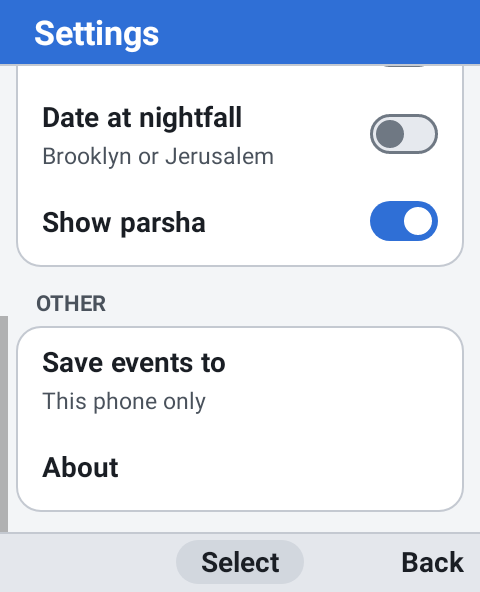 Settings
Date at nightfall
Brooklyn or Jerusalem
Show parsha
OTHER
Save events to
This phone only
About
Select
Back